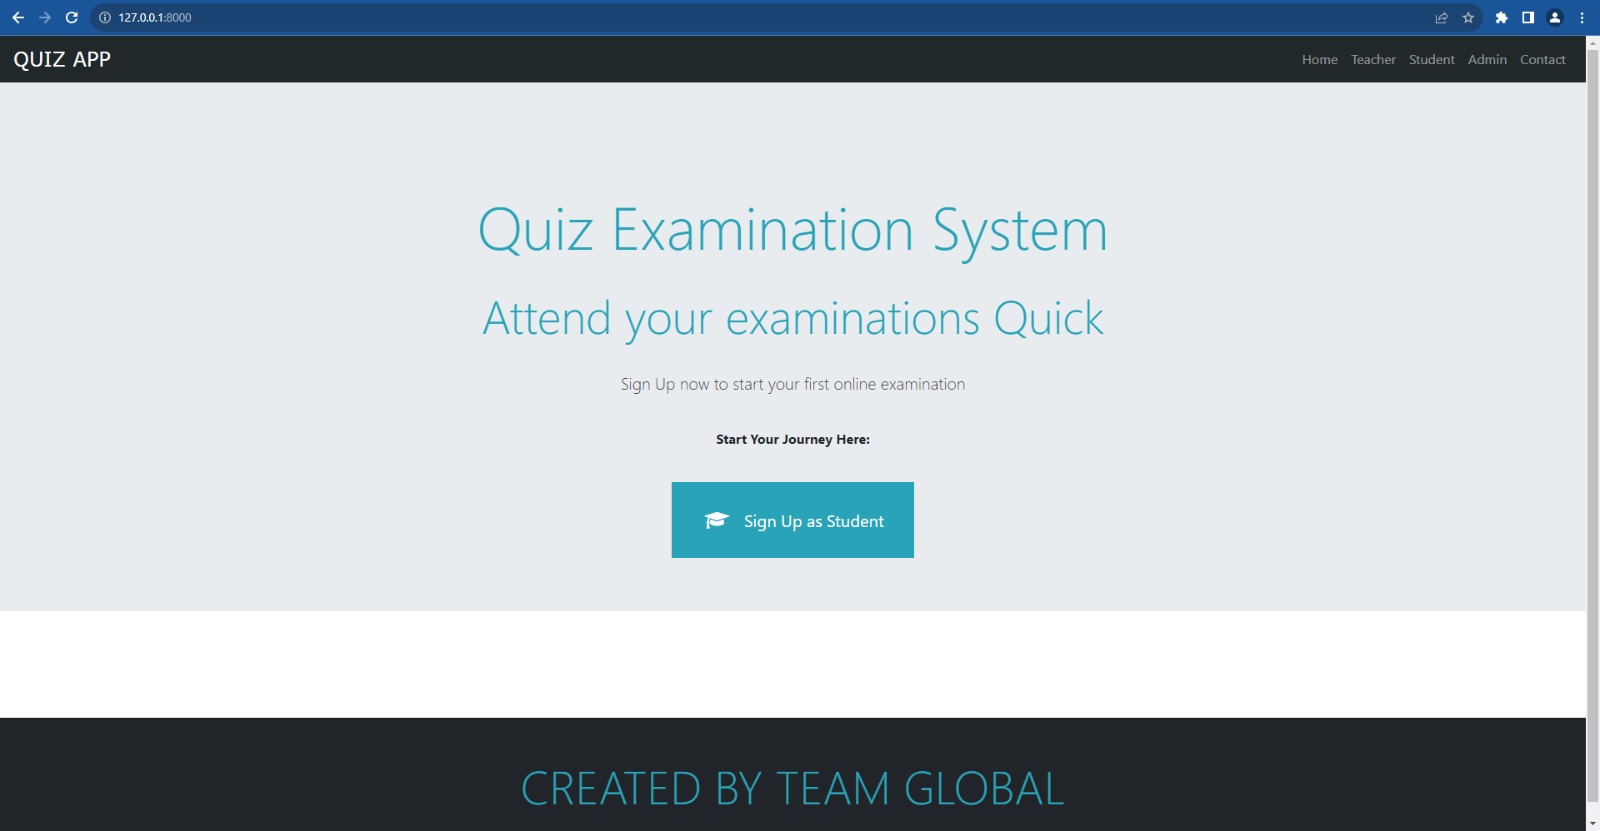 127.0.0.1:8000
QUIZ APP
Home Teacher Student Admin Contact
Quiz Examination System
Attend your examinations Quick
Sign Up now to start your first online examination
Start Your Journey Here:
Sign Up as Student
CREATED BY TEAM GLOBAL